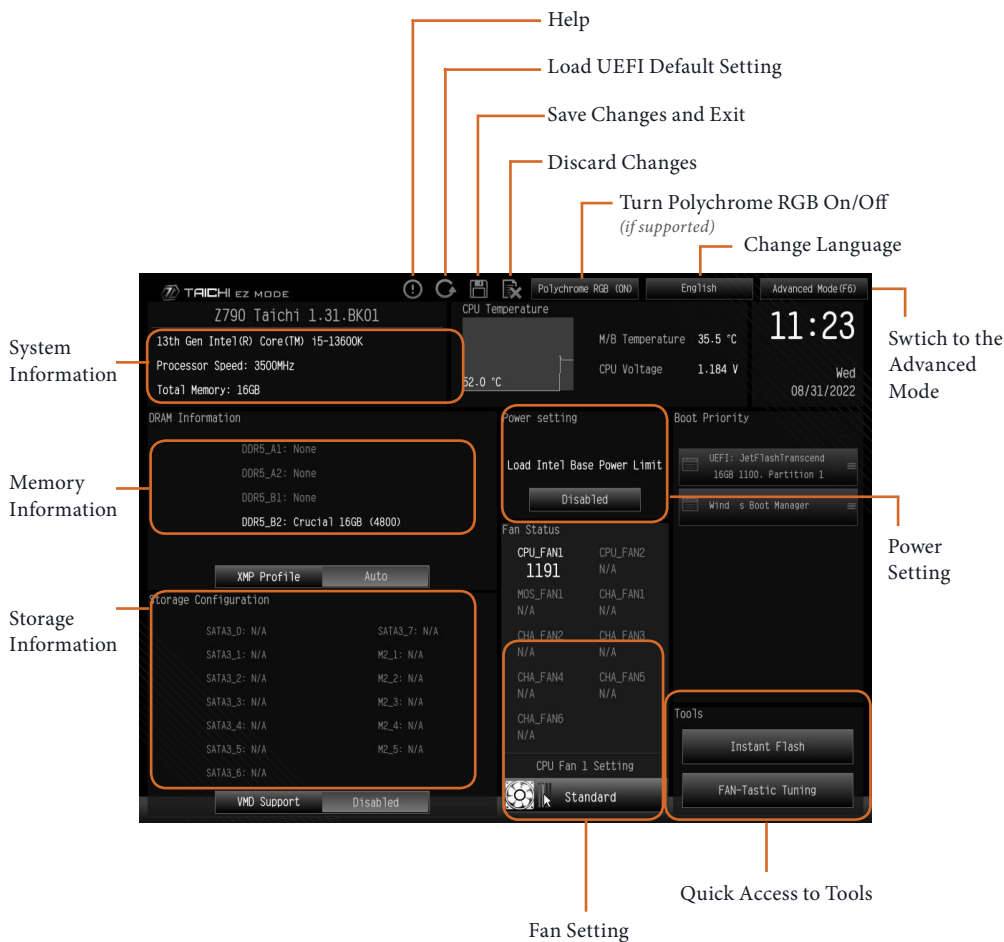 Help
Load UEFI Default Setting
Save Changes and Exit
Discard Changes
Turn Polychrome RGB On/Off
(if supported)
Change Language
TAICHI EZ MODE
Polychrome RGB (ON)
English
Advanced Mode(F6)
Swtich to the
Advanced
Mode
System
Information
Z790 Taichi 1.31.BK01
13th Gen Intel(R) Core(TM) i5-13600K
Processor Speed: 3500MHz
Total Memory: 16GB
CPU Temperature
52.0 °C
M/B Temperature 35.5 °C
CPU Voltage 1.184 V
11:23
Wed
08/31/2022
Memory
Information
DRAM Information
DDR5_A1: None
DDR5_A2: None
DDR5_B1: None
DDR5_B2: Crucial 16GB (4800)
XMP Profile Auto
Power setting
Load Intel Base Power Limit
Disabled
Boot Priority
UEFI: JetFlashTranscend
16GB 1100, Partition 1
Wind s Boot Manager
Power
Setting
Storage
Information
Storage Configuration
SATA3_0: N/A SATA3_7: N/A
SATA3_1: N/A M2_1: N/A
SATA3_2: N/A M2_2: N/A
SATA3_3: N/A M2_3: N/A
SATA3_4: N/A M2_4: N/A
SATA3_5: N/A M2_5: N/A
SATA3_6: N/A
VMD Support Disabled
Fan Status
CPU_FAN1 CPU_FAN2
1191 N/A
MOS_FAN1 CHA_FAN1
N/A
CHA_FAN2 CHA_FAN3
N/A N/A
CHA_FAN4 CHA_FAN5
N/A N/A
CHA_FAN6
N/A
CPU Fan 1 Setting
Standard
Tools
Instant Flash
FAN-Tastic Tuning
Quick Access to Tools
Fan Setting